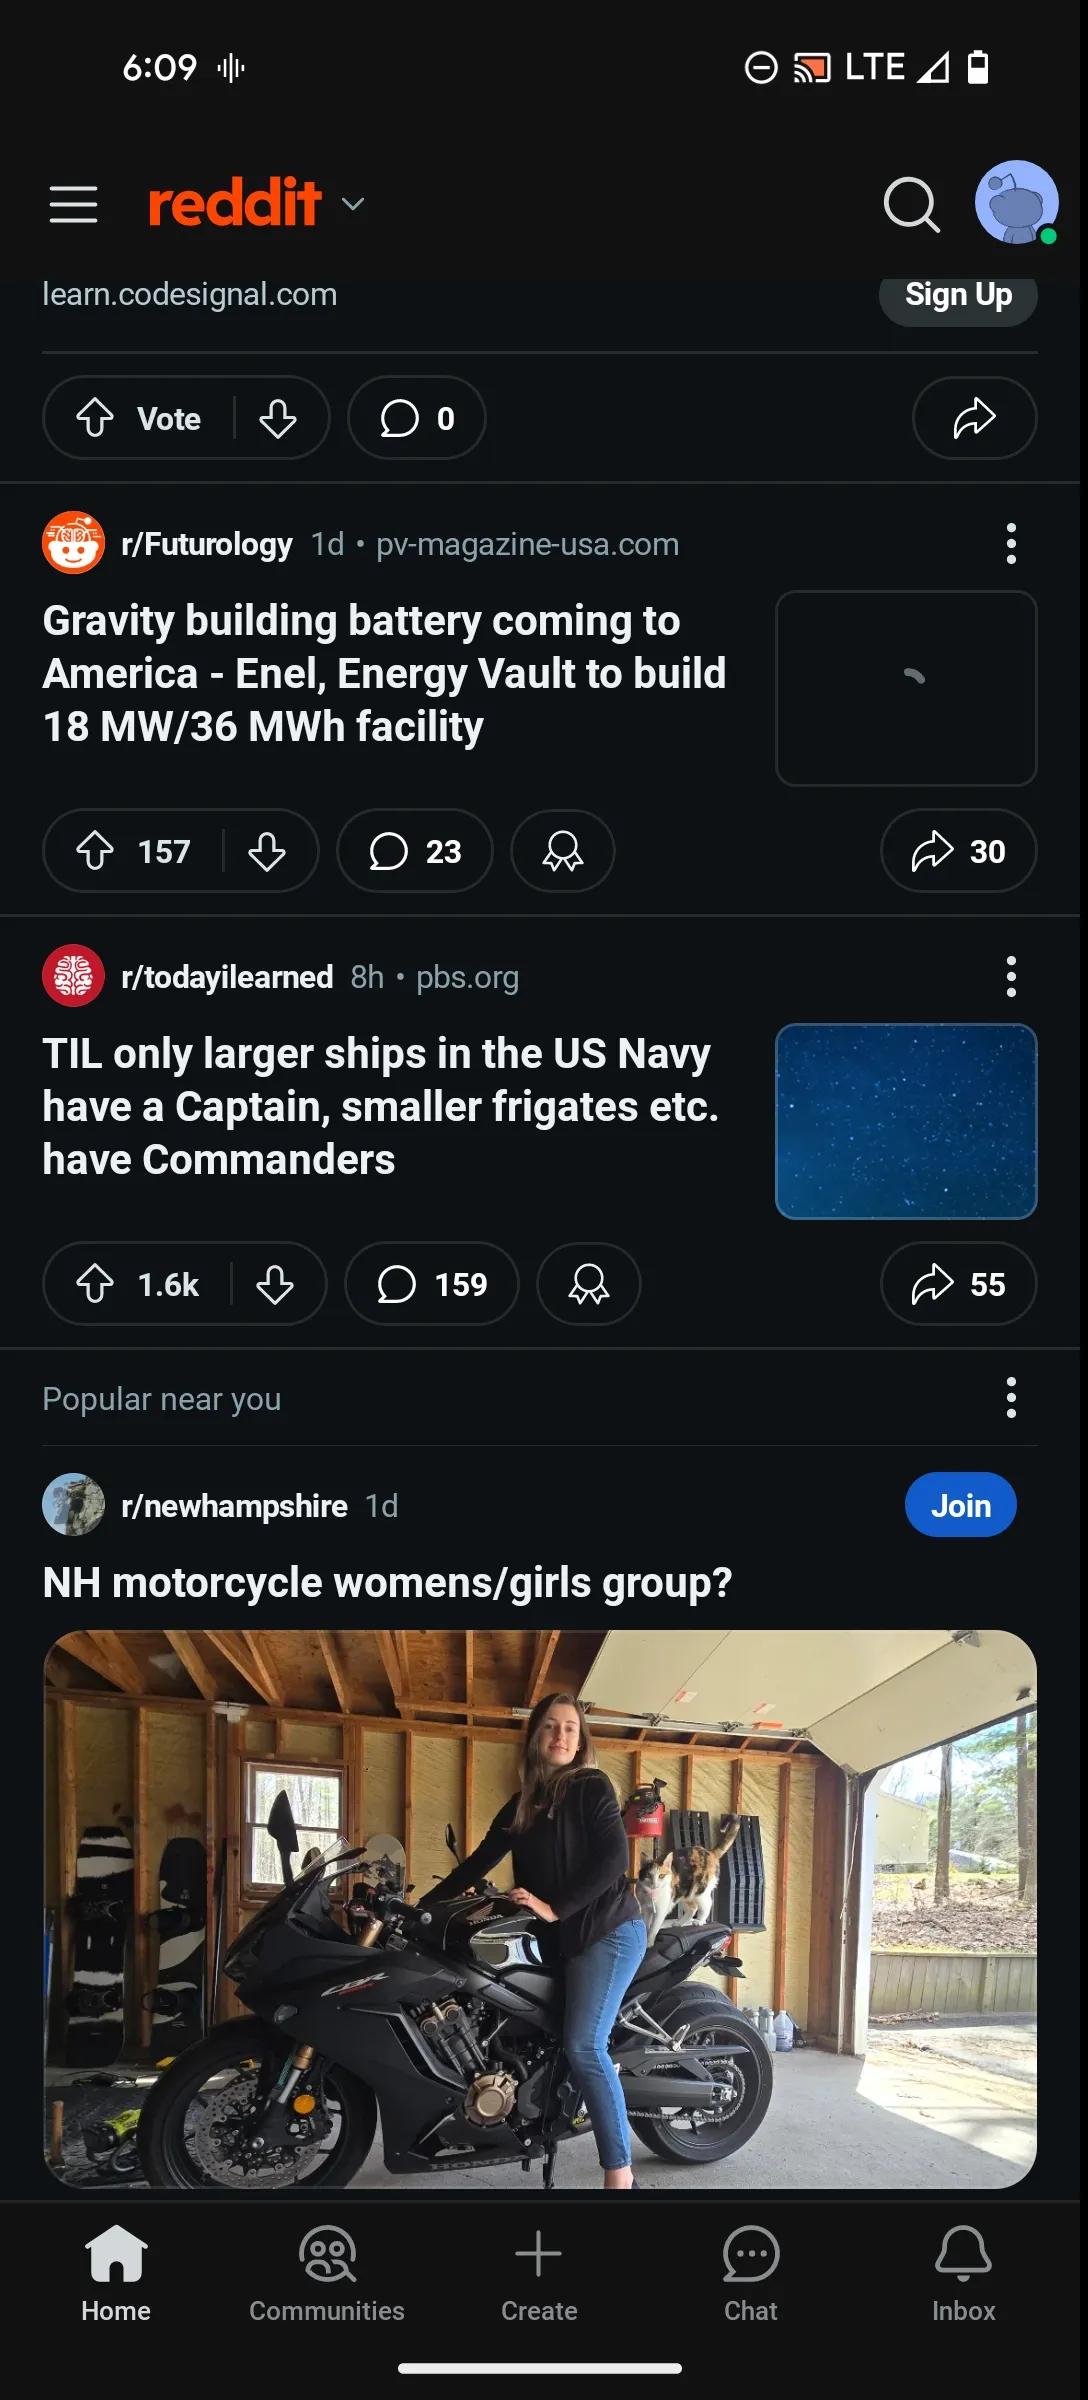 6:09
LTE
reddit
learn.codesignal.com
Sign Up
Vote
0
r/Futurology 1d • pv-magazine-usa.com
Gravity building battery coming to
America - Enel, Energy Vault to build
18 MW/36 MWh facility
157
23
30
r/todayilearned 8h • pbs.org
TIL only larger ships in the US Navy
have a Captain, smaller frigates etc.
have Commanders
1.6k
159
55
Popular near you
r/newhampshire 1d
Join
NH motorcycle womens/girls group?
HONDA
CBR
HONDA
Home
Communities
Create
Chat
Inbox